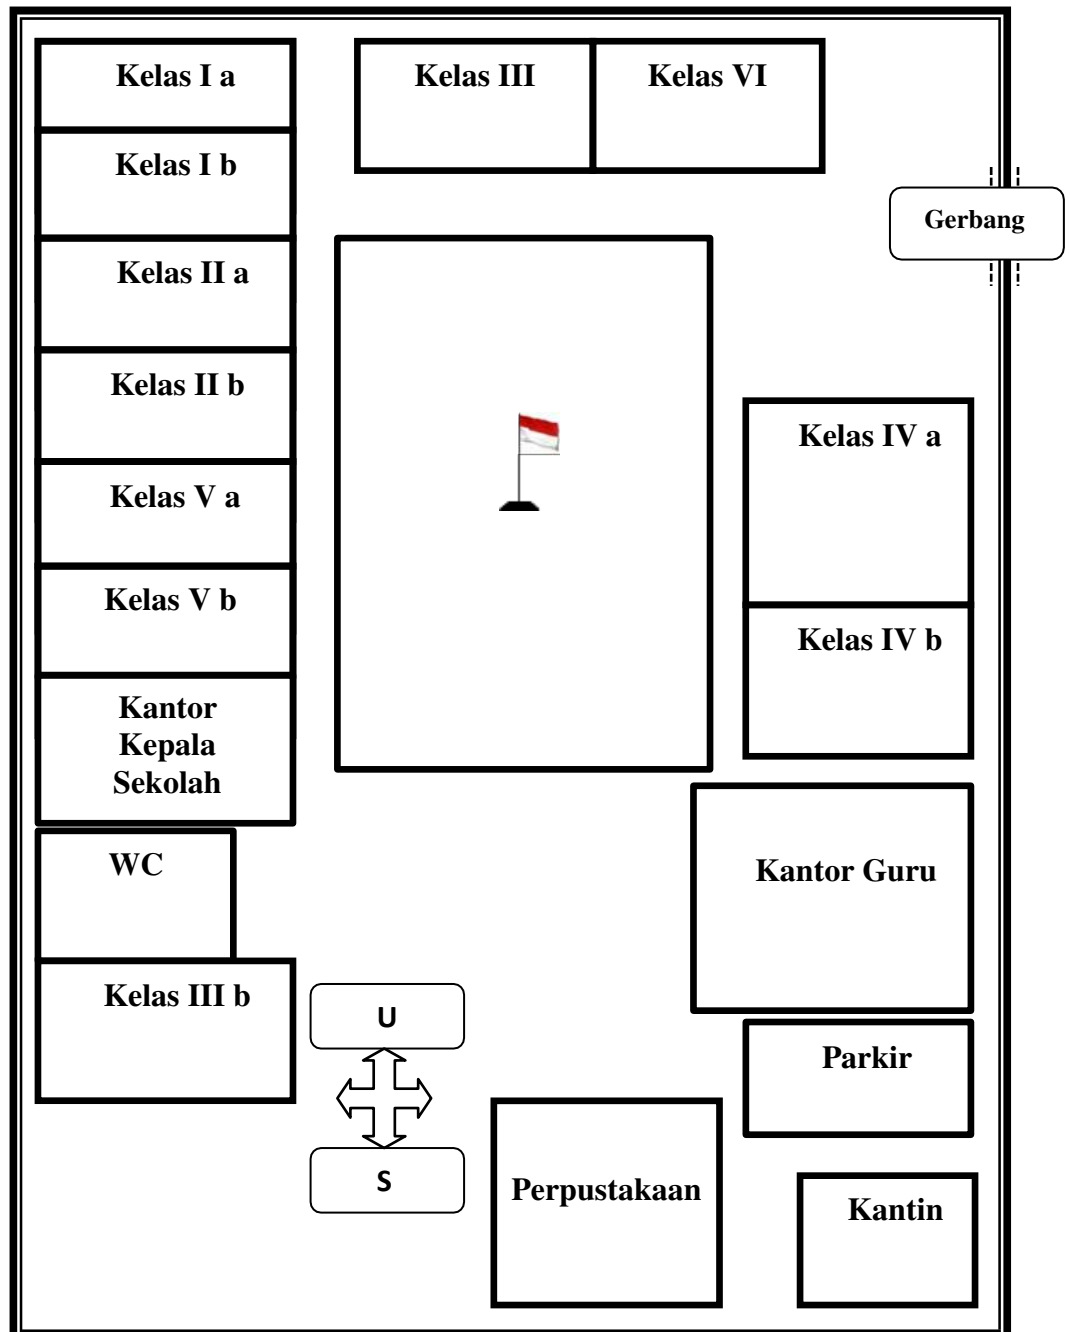 Kelas I a
Kelas III
Kelas VI
Kelas I b
Gerbang
Kelas II a
Kelas II b
Kelas IV a
Kelas V a
Kelas V b
Kelas IV b
Kantor
Kepala
Sekolah
WC
Kantor Guru
Kelas III b
U
Parkir
S
Perpustakaan
Kantin